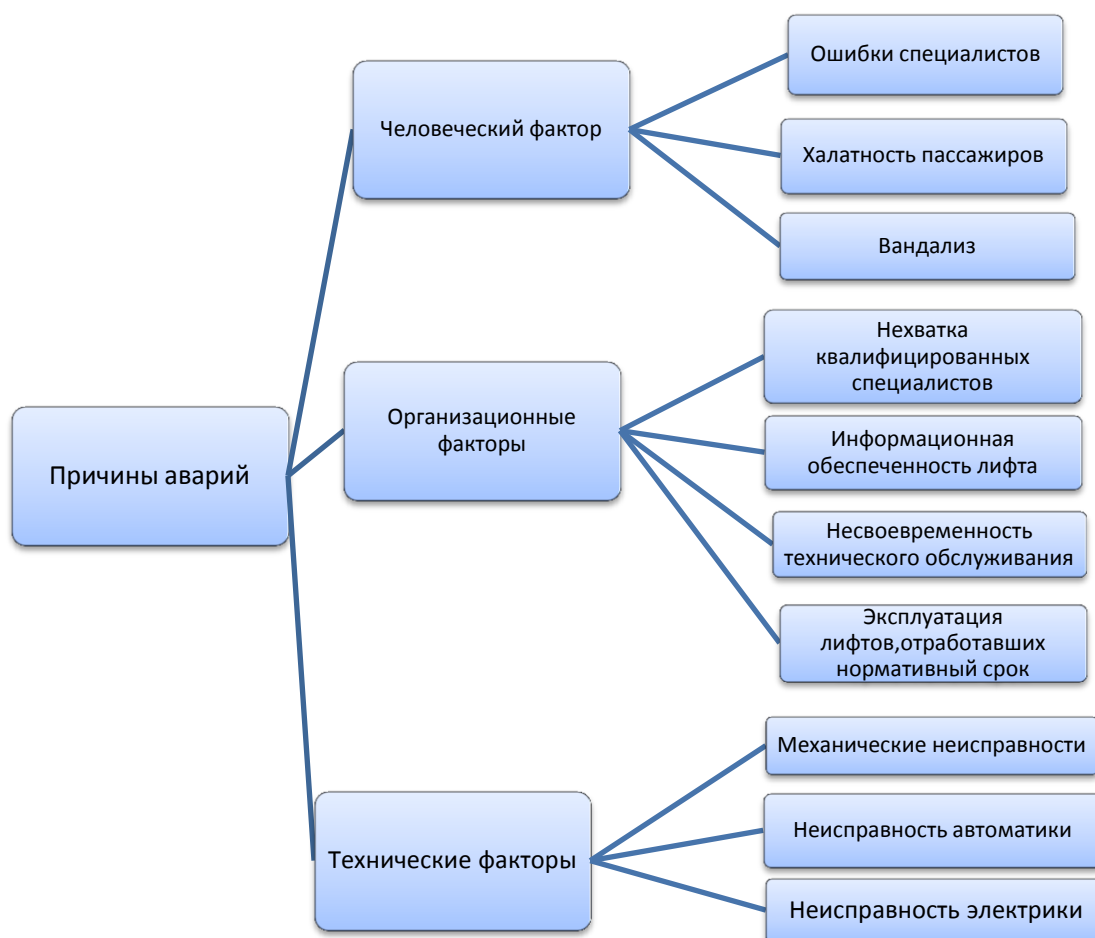 Причины аварий
Человеческий фактор
Ошибки специалистов
Халатность пассажиров
Вандализ
Организационные
факторы
Нехватка
квалифицированных
специалистов
Информационная
обеспеченность лифта
Несвоевременность
технического обслуживания
Эксплуатация
лифтов,отработавших
нормативный срок
Технические факторы
Механические неисправности
Неисправность автоматики
Неисправность электрики